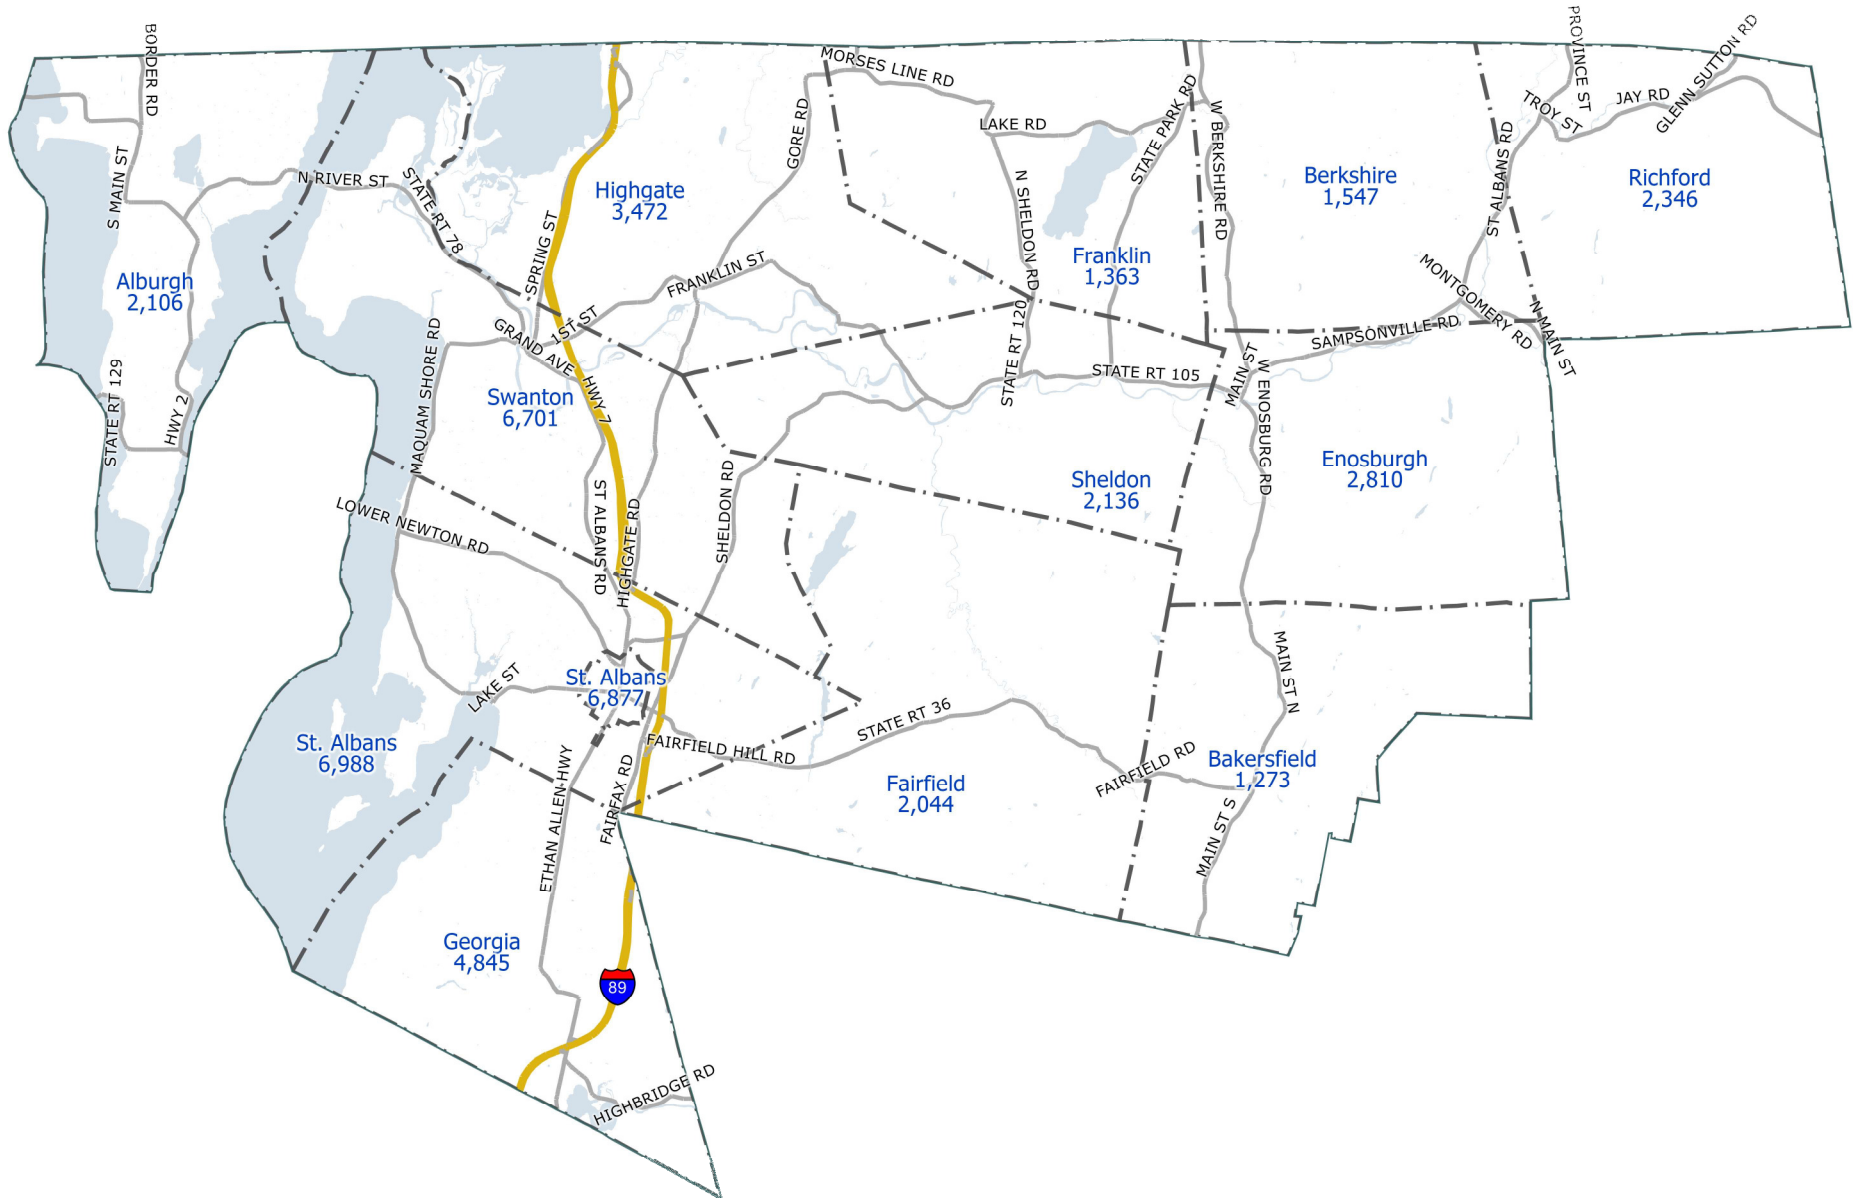 BORDER RD
PROVINCE ST
GLENN SUTTON RD
MORSES LINE RD
TROY ST
JAY RD
LAKE RD
GORE RD
STATE PARK RD
W BERKSHIRE RD
ST ALBANS RD
S MAIN ST
N RIVER ST
STATE RT 78
Highgate
3,472
Berkshire
1,547
Richford
2,346
N SHELDON RD
SPRING ST
Franklin
1,363
Alburgh
2,106
FRANKLIN ST
MONTGOMERY RD
N MAIN ST
1ST ST
GRAND AVE
SAMPSONVILLE RD
MAQUAM SHORE RD
STATE RT 120
STATE RT 105
MAIN ST
W ENOSBURG RD
HWY 7
Swanton
6,701
STATE RT 129
HWY 2
Enosburgh
2,810
Sheldon
2,136
SHELDON RD
LOWER NEWTON RD
ST ALBANS RD
HIGHGATE RD
MAIN ST N
LAKE ST
St. Albans
6,877
STATE RT 36
St. Albans
6,988
FAIRFIELD HILL RD
FAIRFIELD RD
Bakersfield
1,273
Fairfield
2,044
ETHAN ALLEN HWY
FAIRFAX RD
MAIN ST S
Georgia
4,845
89
HIGHBRIDGE RD